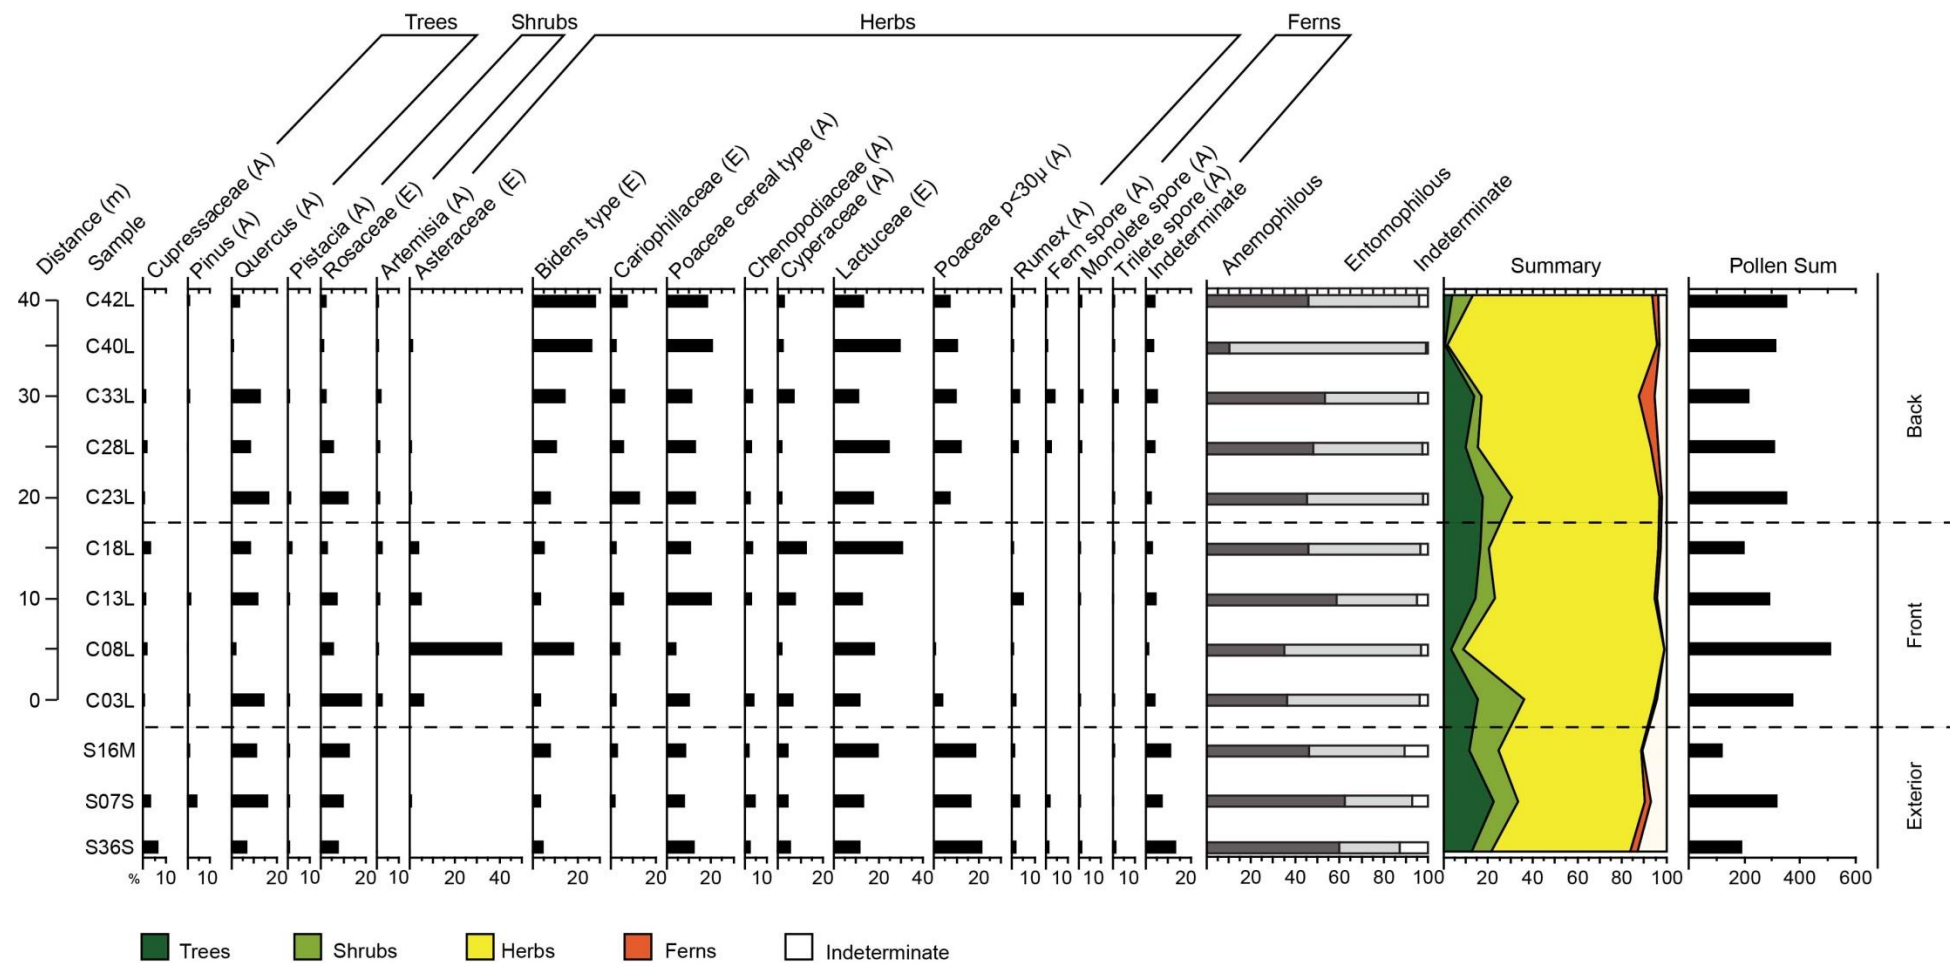 Trees Shrubs Herbs Ferns
Distance (m)
Sample
Cupressaceae (A)
Pinus (A)
Quercus (A)
Pistacia (A)
Rosaceae (E)
Artemisia (A)
Asteraceae (E)
Bidens type (E)
Cariophillaceae (E)
Poaceae cereal type (A)
Chenopodiaceae (A)
Cyperaceae (A)
Lactuceae (E)
Poaceae p<30µ (A)
Rumex (A)
Fern spore (A)
Monolete spore (A)
Trilete spore (A)
Indeterminate
Anemophilous
Entomophilous
Indeterminate
Summary
Pollen Sum
40 C42L
C40L
30 C33L
C28L
20 C23L
C18L
10 C13L
C08L
0 C03L
S16M
S07S
S36S
Back
Front
Exterior
% 10 10 20 10 20 10 20 40 20 20 20 10 20 20 40 20 10 10 10 10 20 20 40 60 80 100 20 40 60 80 100 200 400 600
Trees Shrubs Herbs Ferns Indeterminate